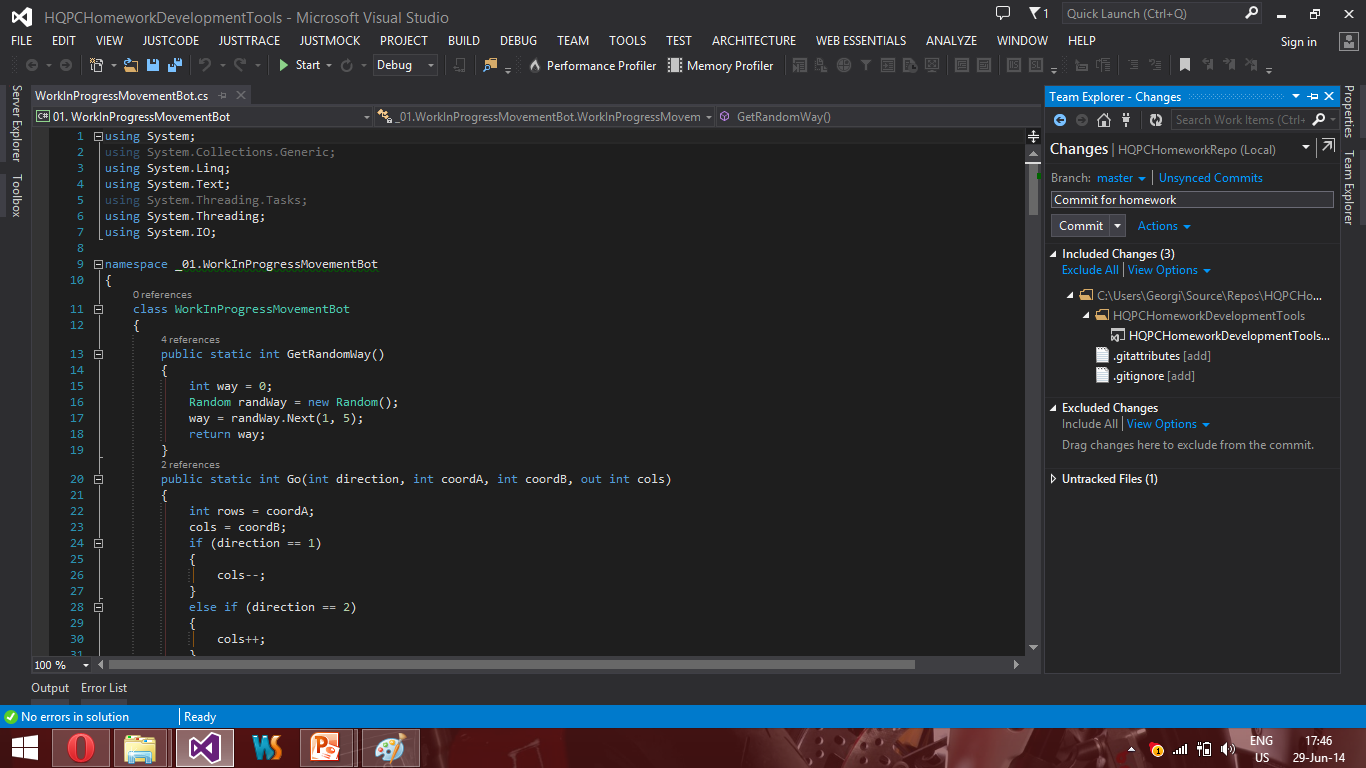 HQPCHomeworkDevelopmentTools - Microsoft Visual Studio
1
Quick Launch (Ctrl+Q)
FILE EDIT VIEW JUSTCODE JUSTTRACE JUSTMOCK PROJECT BUILD DEBUG TEAM TOOLS TEST ARCHITECTURE WEB ESSENTIALS ANALYZE WINDOW HELP
Sign in
Start Debug Performance Profiler Memory Profiler
Server Explorer
Toolbox
WorkInProgressMovementBot.cs
C# 01. WorkInProgressMovementBot
_01.WorkInProgressMovementBot.WorkInProgressMovem
GetRandomWay()
1 using System;
2 using System.Collections.Generic;
3 using System.Linq;
4 using System.Text;
5 using System.Threading.Tasks;
6 using System.Threading;
7 using System.IO;
8
9 namespace _01.WorkInProgressMovementBot
10 {
0 references
11 class WorkInProgressMovementBot
12 {
4 references
13 public static int GetRandomWay()
14 {
15 int way = 0;
16 Random randWay = new Random();
17 way = randWay.Next(1, 5);
18 return way;
19 }
2 references
20 public static int Go(int direction, int coordA, int coordB, out int cols)
21 {
22 int rows = coordA;
23 cols = coordB;
24 if (direction == 1)
25 {
26 cols--;
27 }
28 else if (direction == 2)
29 {
30 cols++;
31 }
100 %
Team Explorer - Changes
Search Work Items (Ctrl+
Changes | HQPCHomeworkRepo (Local)
Branch: master | Unsynced Commits
Commit for homework
Commit Actions
Included Changes (3)
Exclude All | View Options
C:\Users\Georgi\Source\Repos\HQPCHo...
HQPCHomeworkDevelopmentTools
HQPCHomeworkDevelopmentTools...
.gitattributes [add]
.gitignore [add]
Excluded Changes
Include All | View Options
Drag changes here to exclude from the commit.
Untracked Files (1)
Properties
Team Explorer
Output Error List
No errors in solution
Ready
ENG
US
17:46
29-Jun-14